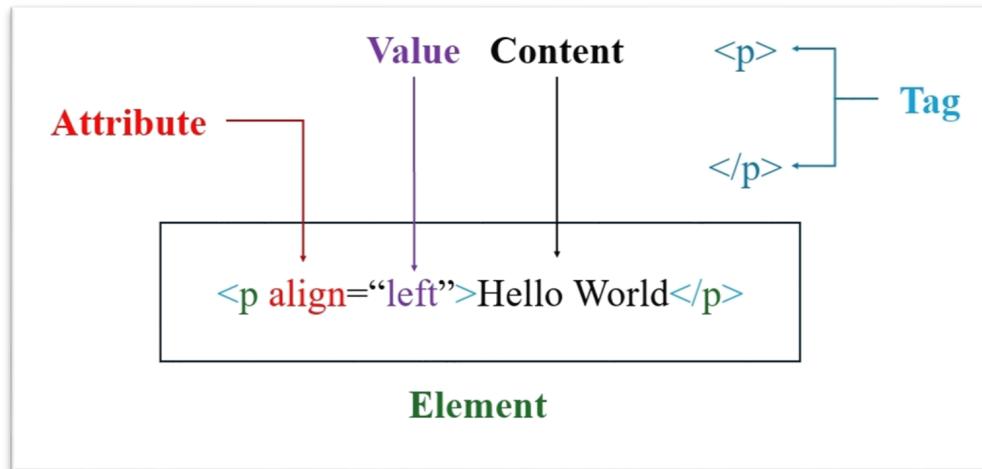 Value Content
<p>
Tag
Attribute
</p>
<p align=“left”>Hello World</p>
Element